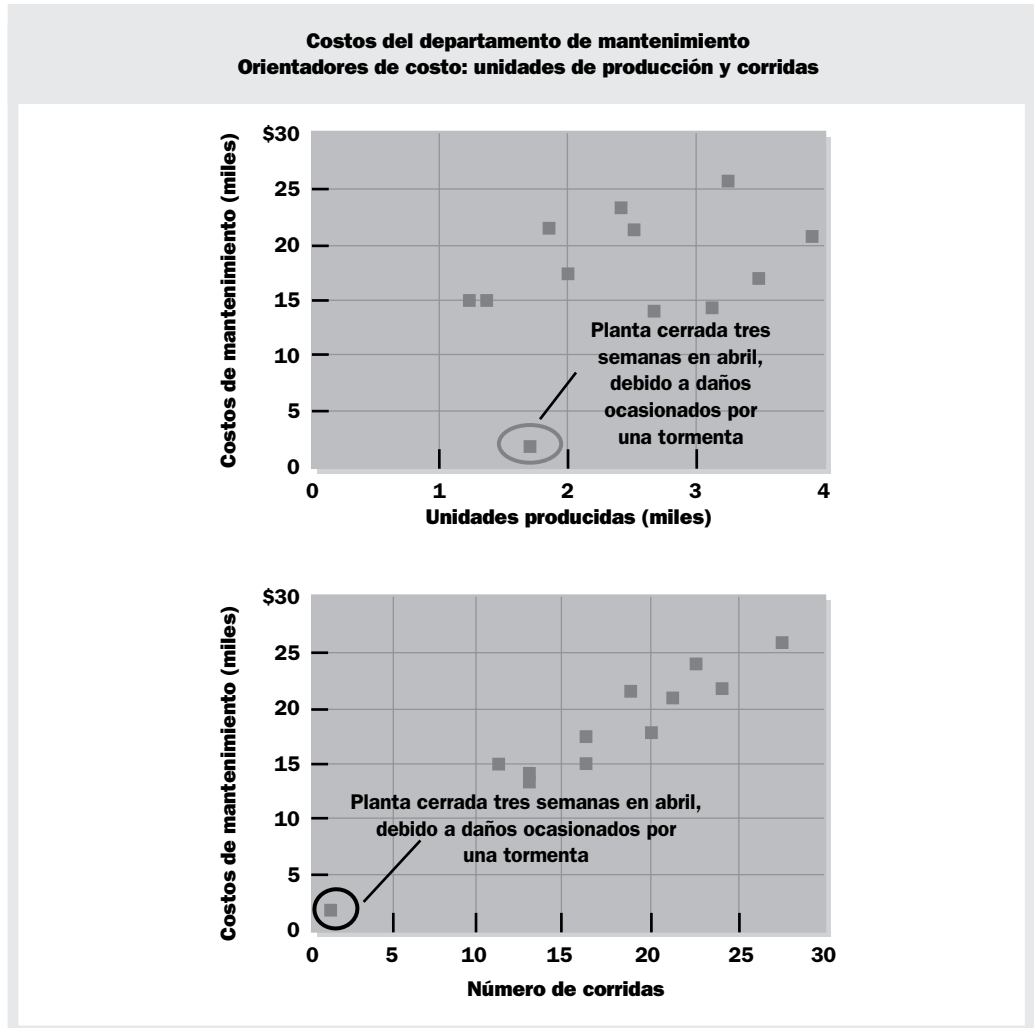 Costos del departamento de mantenimiento
Orientadores de costo: unidades de producción y corridas
Costos de mantenimiento (miles)
$30
25
20
15
10
5
0
Planta cerrada tres
semanas en abril,
debido a daños
ocasionados por
una tormenta
0 1 2 3 4
Unidades producidas (miles)
Costos de mantenimiento (miles)
$30
25
20
15
10
5
0
Planta cerrada tres semanas en abril,
debido a daños ocasionados por
una tormenta
0 5 10 15 20 25 30
Número de corridas